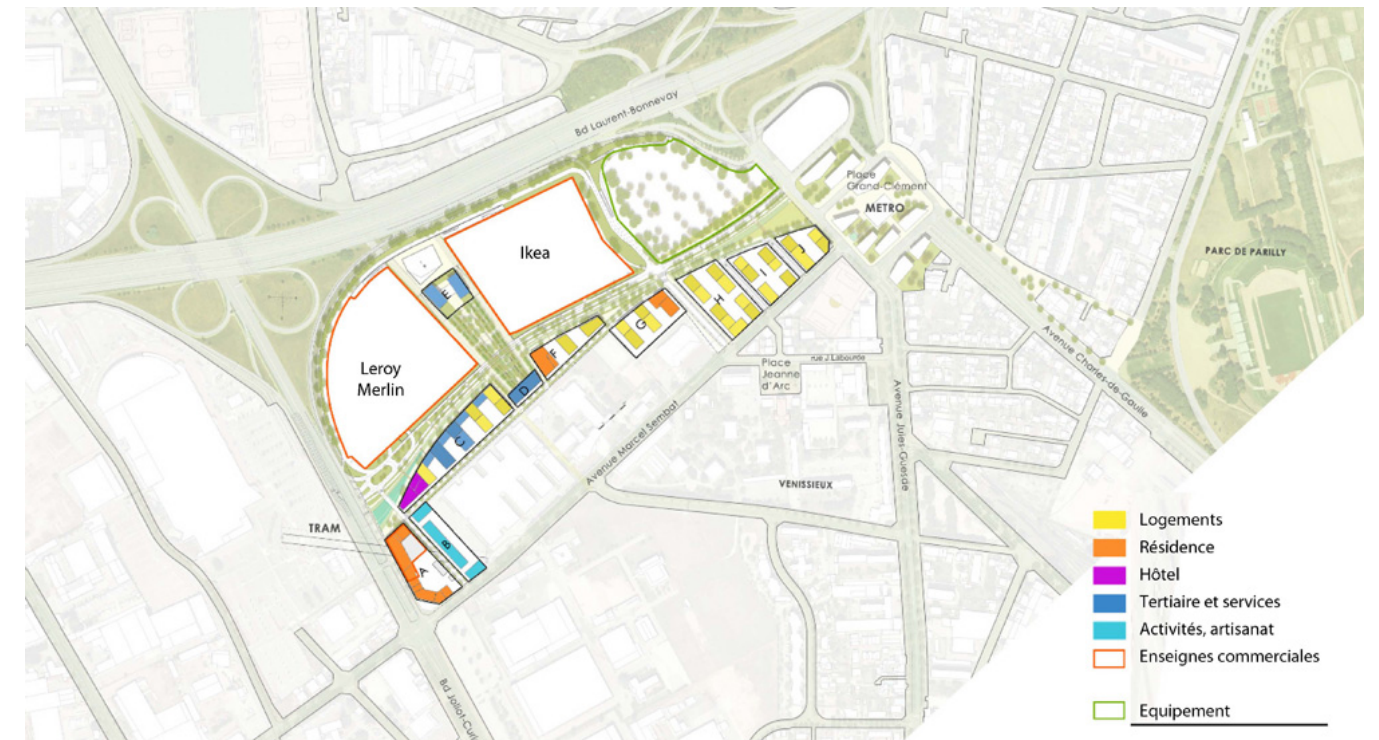 Bd Laurent-Bonnevay
Place
Grand-Clément
METRO
PARC DE PARILLY
Ikea
E
J
I
H
Leroy
Merlin
G
F
D
C
rue J.Labourbe
Place
Jeanne
d'Arc
Avenue Charles-de-Gaulle
Avenue Marcel Sembat
Avenue Jules-Guesde
VENISSIEUX
TRAM
B
A
Bd Joliot-Curie
Logements
Résidence
Hôtel
Tertiaire et services
Activités, artisanat
Enseignes commerciales
Equipement